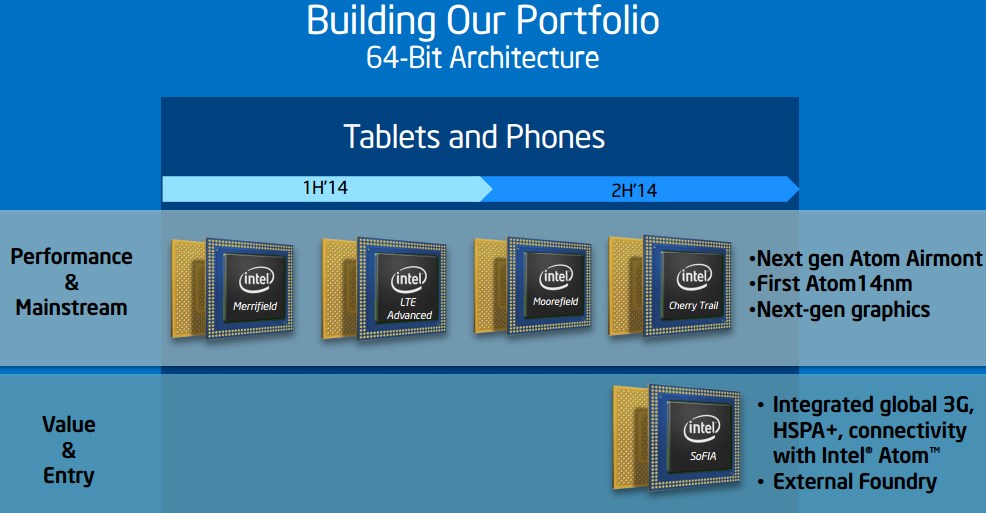 Building Our Portfolio
64-Bit Architecture
Tablets and Phones
1H'14
2H'14
Performance
&
Mainstream
intel
Merrifield
intel
LTE
Advanced
intel
Moorefield
intel
Cherry Trail
•Next gen Atom Airmont
•First Atom14nm
•Next-gen graphics
Value
&
Entry
intel
SoFIA
• Integrated global 3G,
HSPA+, connectivity
with Intel® Atom™
• External Foundry